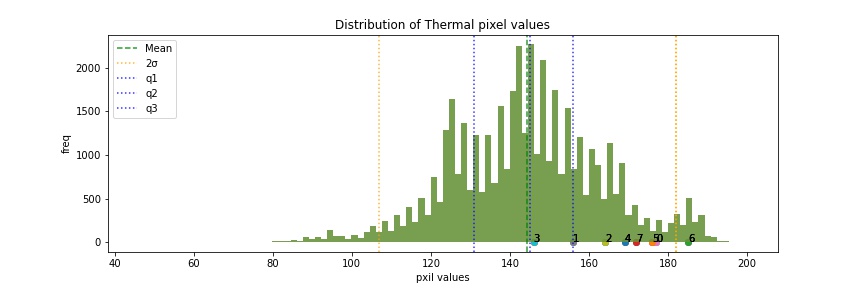 Distribution of Thermal pixel values
Mean
2σ
q1
q2
q3
freq
2000
1500
1000
500
0
3 1 2 4 7 5 0 6
40 60 80 100 120 140 160 180 200
pxil values